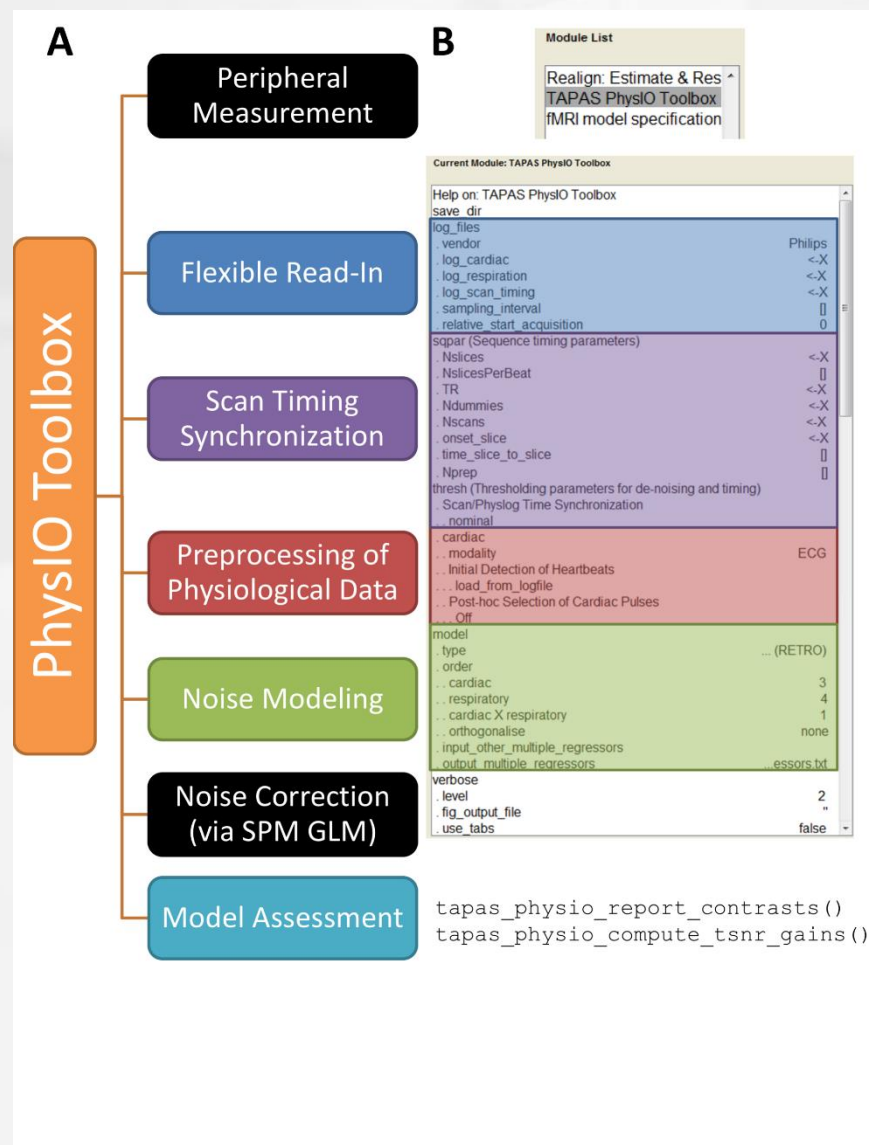 A
PhysIO Toolbox
Peripheral
Measurement
Flexible Read-In
Scan Timing
Synchronization
Preprocessing of
Physiological Data
Noise Modeling
Noise Correction
(via SPM GLM)
Model Assessment
B
Module List
Realign: Estimate & Res
TAPAS PhysIO Toolbox
fMRI model specification
Current Module: TAPAS PhysIO Toolbox
Help on: TAPAS PhysIO Toolbox
save_dir
log_files
. vendor Philips
. log_cardiac <-X
. log_respiration <-X
. log_scan_timing <-X
. sampling_interval []
. relative_start_acquisition 0
sqpar (Sequence timing parameters)
. Nslices <-X
. NslicesPerBeat []
. TR <-X
. Ndummies <-X
. Nscans <-X
. onset_slice <-X
. time_slice_to_slice []
. Nprep []
thresh (Thresholding parameters for de-noising and timing)
. Scan/Physlog Time Synchronization
. . nominal
. cardiac
. . modality ECG
. . Initial Detection of Heartbeats
. . . load_from_logfile
. . Post-hoc Selection of Cardiac Pulses
. . . Off
model
. type ... (RETRO)
. order
. . cardiac 3
. . respiratory 4
. . cardiac X respiratory 1
. . orthogonalise none
. input_other_multiple_regressors
. output_multiple_regressors ...essors.txt
verbose
. level 2
. fig_output_file ''
. use_tabs false
tapas_physio_report_contrasts()
tapas_physio_compute_tsnr_gains()